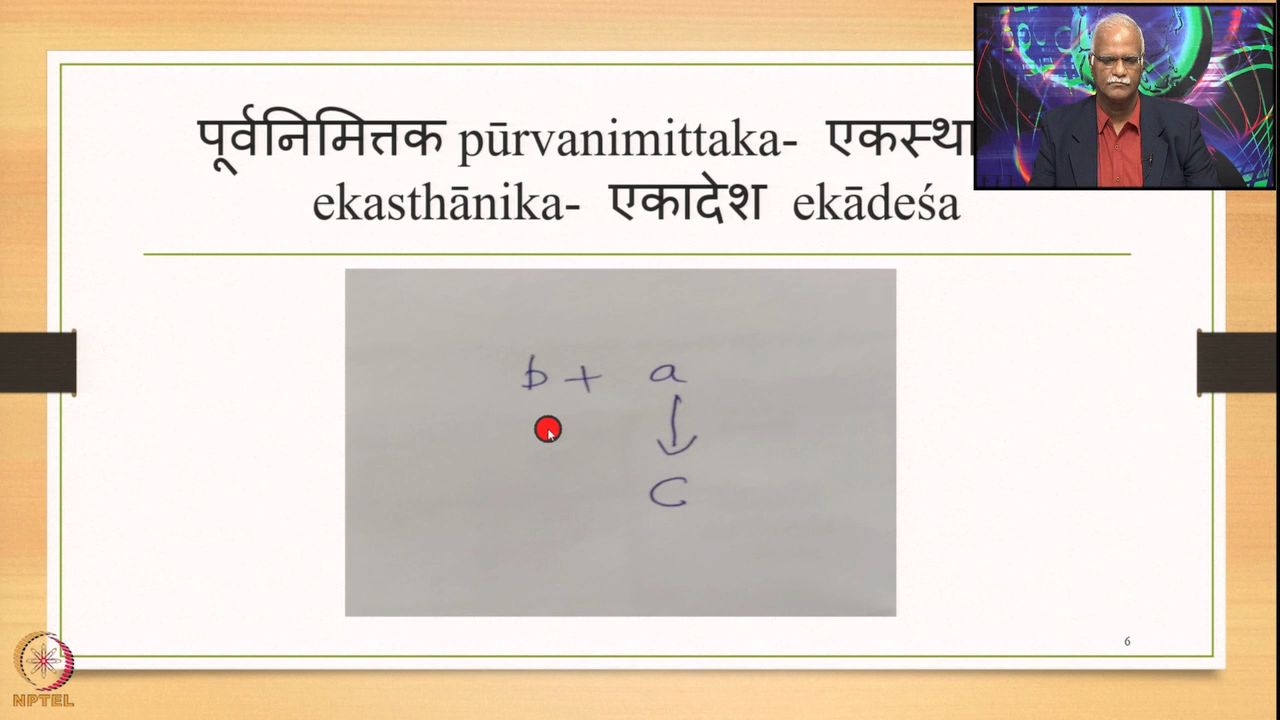 पूर्वनिमित्तक pūrvanimittaka- एकस्था
ekasthānika- एकादेश ekādeśa
b + a
↓
C
6
NPTEL